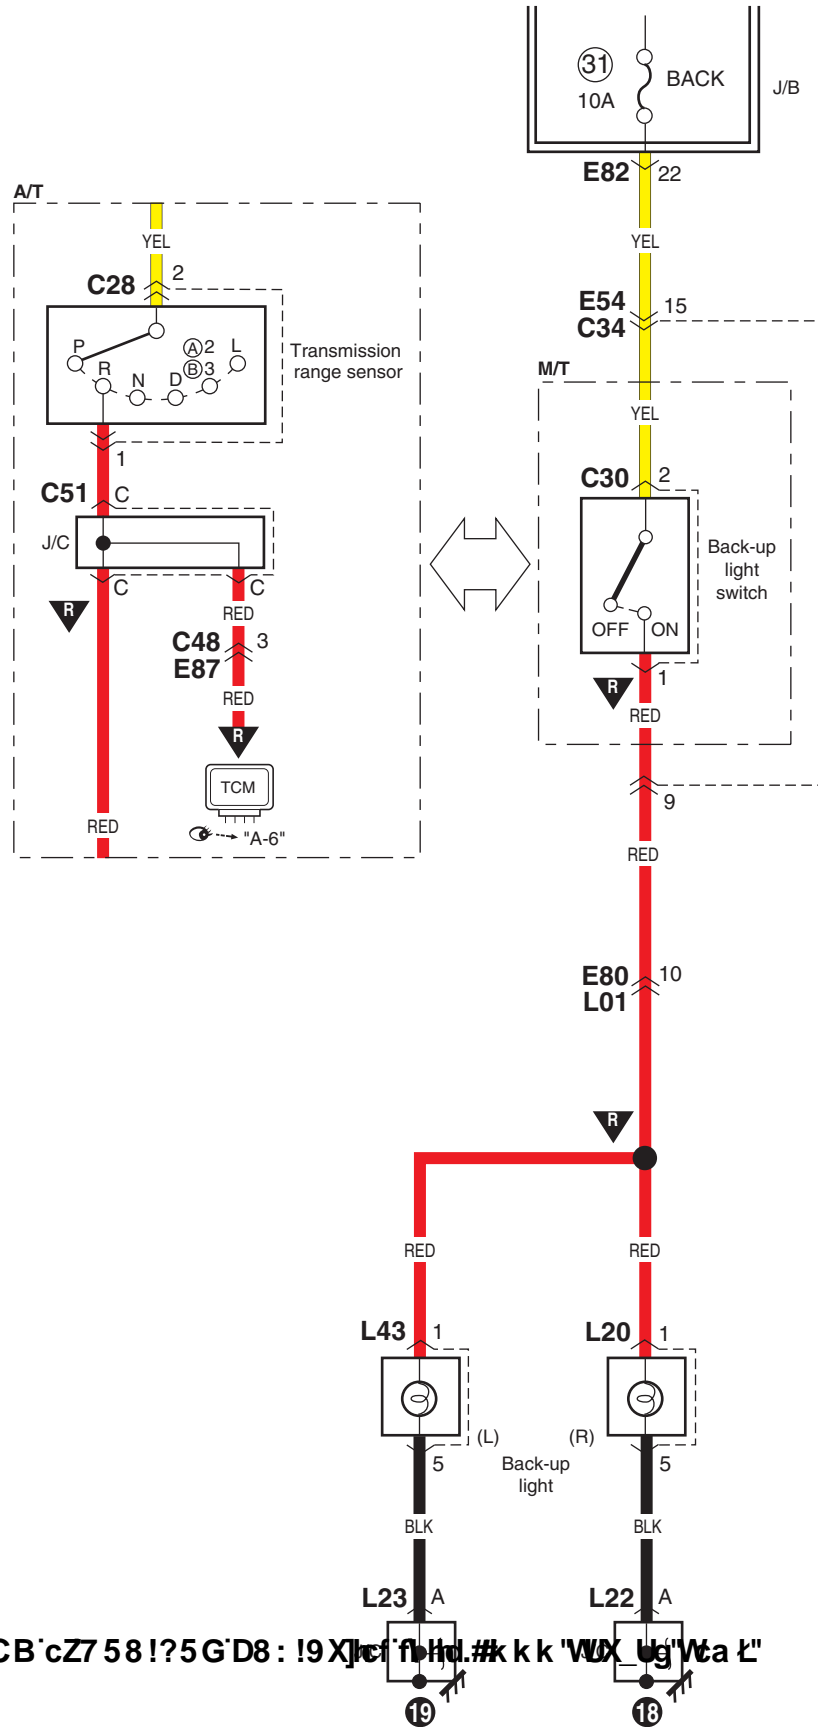 31
BACK
10A
J/B
E82 22
A/T
YEL
YEL
C28 2
E54 15
C34
P
R
N
D
A 2
B 3
L
Transmission
range sensor
M/T
YEL
1
C30 2
C51 C
J/C
Back-up
light
switch
C
C
R
RED
OFF
ON
C48 3
E87
1
R
RED
RED
R
TCM
"A-6"
9
RED
RED
E80 10
L01
R
RED
RED
L43 1
L20 1
(L)
(R)
5
5
Back-up
light
BLK
BLK
L23 A
L22 A
19
18